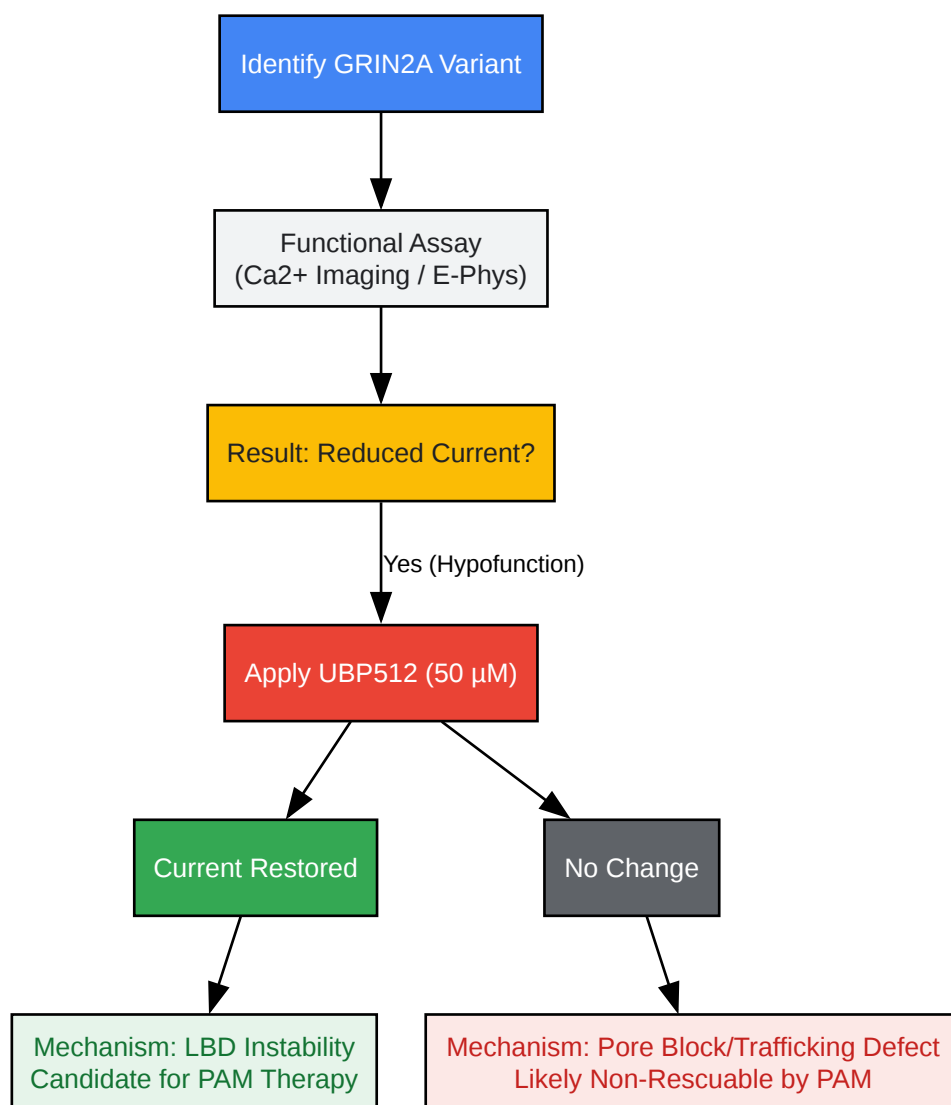 Identify GRIN2A Variant
Functional Assay
(Ca2+ Imaging / E-Phys)
Result: Reduced Current?
Yes (Hypofunction)
Apply UBP512 (50 µM)
Current Restored
No Change
Mechanism: LBD Instability
Candidate for PAM Therapy
Mechanism: Pore Block/Trafficking Defect
Likely Non-Rescuable by PAM